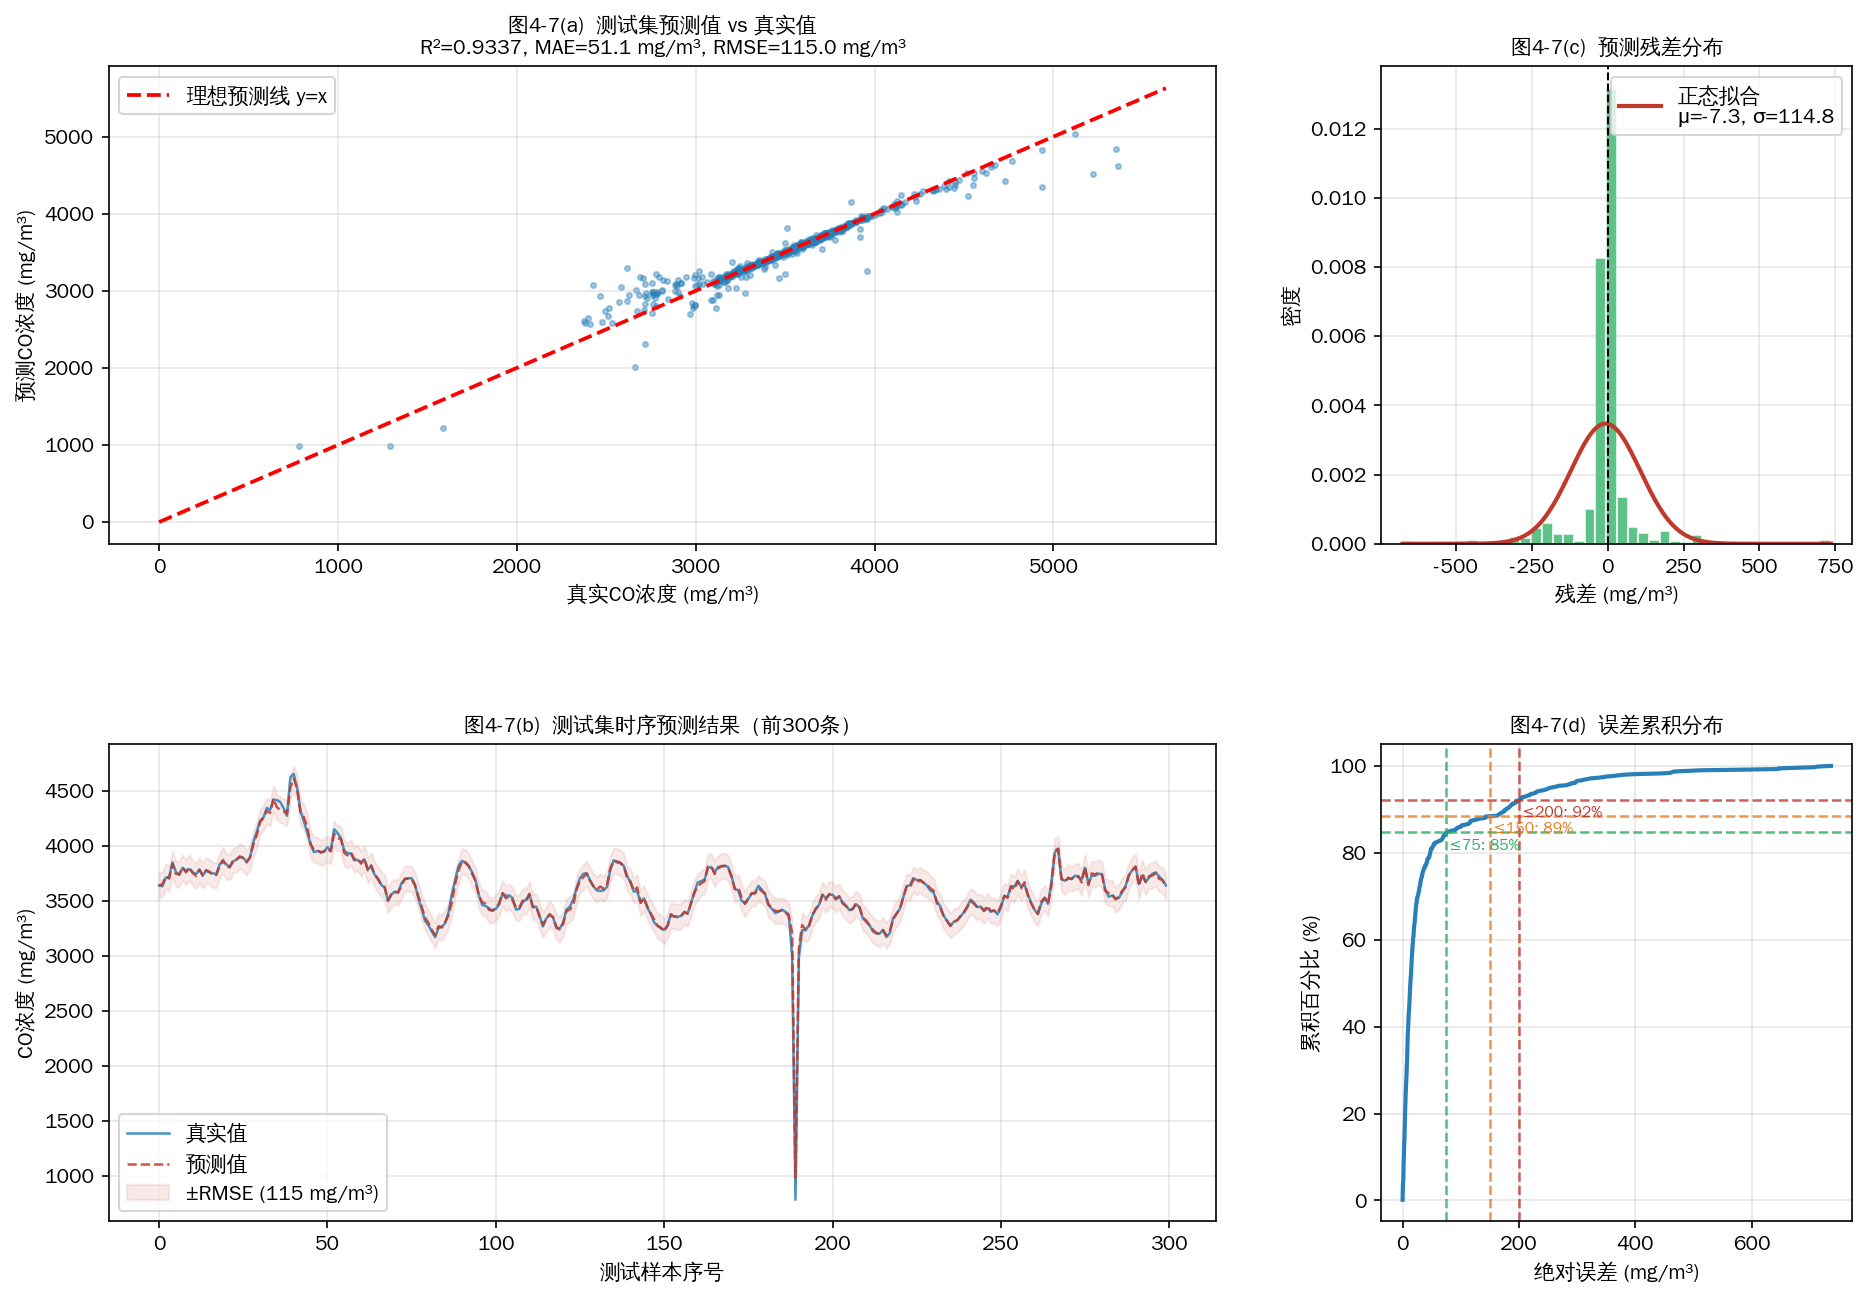 图4-7(a)  测试集预测值 vs 真实值
R²=0.9337, MAE=51.1 mg/m³, RMSE=115.0 mg/m³
理想预测线 y=x
预测CO浓度 (mg/m³)
5000
4000
3000
2000
1000
0
0 1000 2000 3000 4000 5000
真实CO浓度 (mg/m³)
图4-7(c)  预测残差分布
正态拟合
μ=-7.3, σ=114.8
密度
0.012
0.010
0.008
0.006
0.004
0.002
0.000
-500 -250 0 250 500 750
残差 (mg/m³)
图4-7(b)  测试集时序预测结果（前300条）
CO浓度 (mg/m³)
4500
4000
3500
3000
2500
2000
1500
1000
真实值
预测值
±RMSE (115 mg/m³)
0 50 100 150 200 250 300
测试样本序号
图4-7(d)  误差累积分布
累积百分比 (%)
100
80
60
40
20
0
≤200: 92%
≤150: 89%
≤75: 85%
0 200 400 600
绝对误差 (mg/m³)